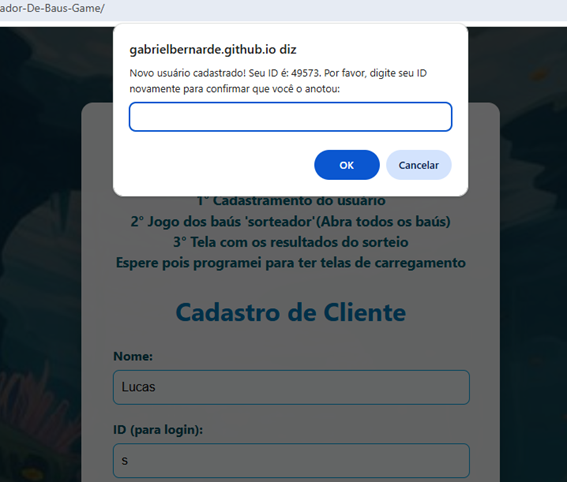 ador-De-Baus-Game/
gabrielbernarde.github.io diz
Novo usuário cadastrado! Seu ID é: 49573. Por favor, digite seu ID
novamente para confirmar que você o anotou:
OK
Cancelar
1° Cadastramento do usuário
2° Jogo dos baús 'sorteador'(Abra todos os baús)
3° Tela com os resultados do sorteio
Espere pois programei para ter telas de carregamento
Cadastro de Cliente
Nome:
Lucas
ID (para login):
s